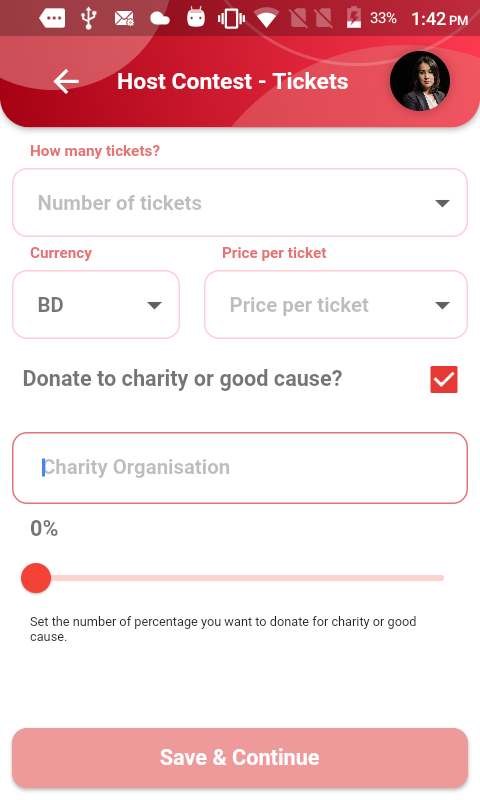 33% 1:42 PM
Host Contest - Tickets
How many tickets?
Number of tickets
Currency Price per ticket
BD Price per ticket
Donate to charity or good cause?
Charity Organisation
0%
Set the number of percentage you want to donate for charity or good
cause.
Save & Continue